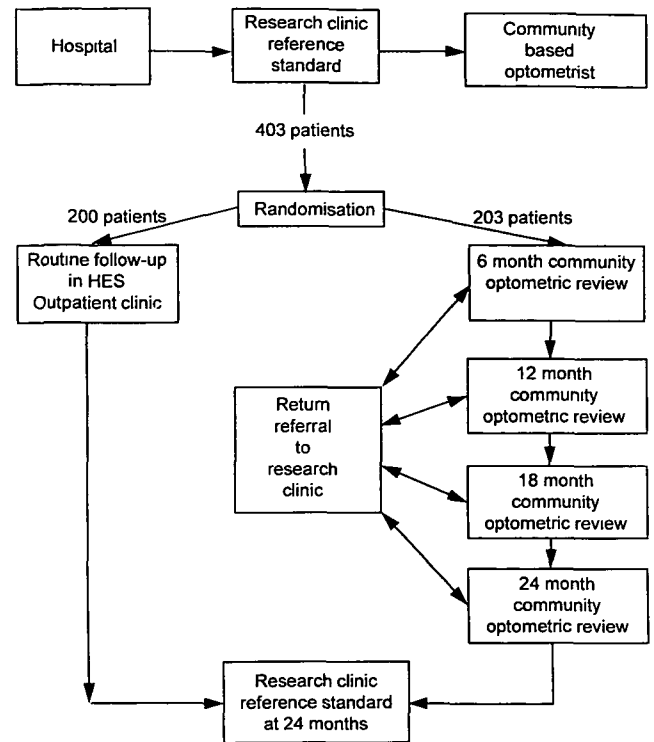 Hospital
Research clinic
reference
standard
Community
based
optometrist
403 patients
Randomisation
200 patients
203 patients
Routine follow-up
in HES
Outpatient clinic
6 month community
optometric review
12 month
community
optometric review
Return
referral
to
research
clinic
18 month
community
optometric review
24 month
community
optometric review
Research clinic
reference standard
at 24 months